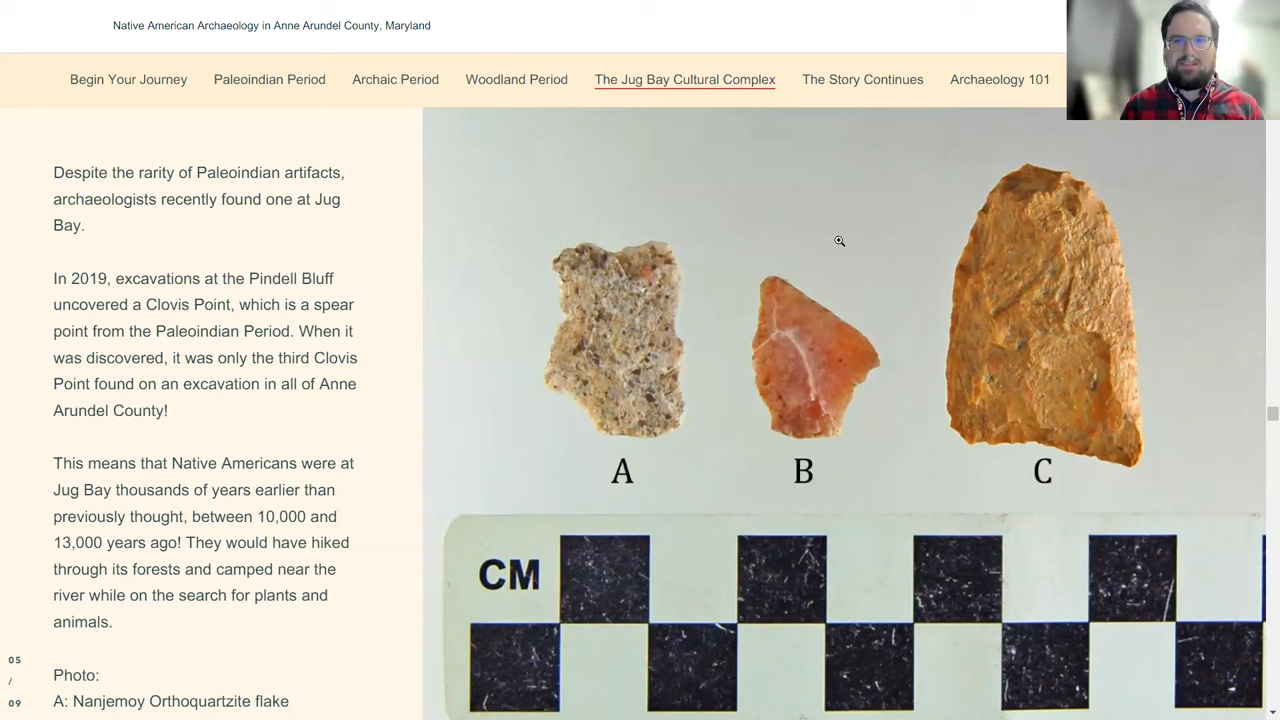 Native American Archaeology in Anne Arundel County, Maryland
Begin Your Journey
Paleoindian Period
Archaic Period
Woodland Period
The Jug Bay Cultural Complex
The Story Continues
Archaeology 101
Despite the rarity of Paleoindian artifacts,
archaeologists recently found one at Jug
Bay.
In 2019, excavations at the Pindell Bluff
uncovered a Clovis Point, which is a spear
point from the Paleoindian Period. When it
was discovered, it was only the third Clovis
Point found on an excavation in all of Anne
Arundel County!
This means that Native Americans were at
Jug Bay thousands of years earlier than
previously thought, between 10,000 and
13,000 years ago! They would have hiked
through its forests and camped near the
river while on the search for plants and
animals.
Photo:
A: Nanjemoy Orthoquartzite flake
05
/
09
A
B
C
CM